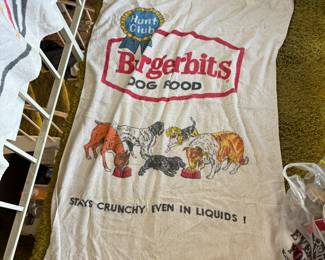 Hunt
Club
Burgerbits
DOG FOOD
STAYS CRUNCHY EVEN IN LIQUIDS !